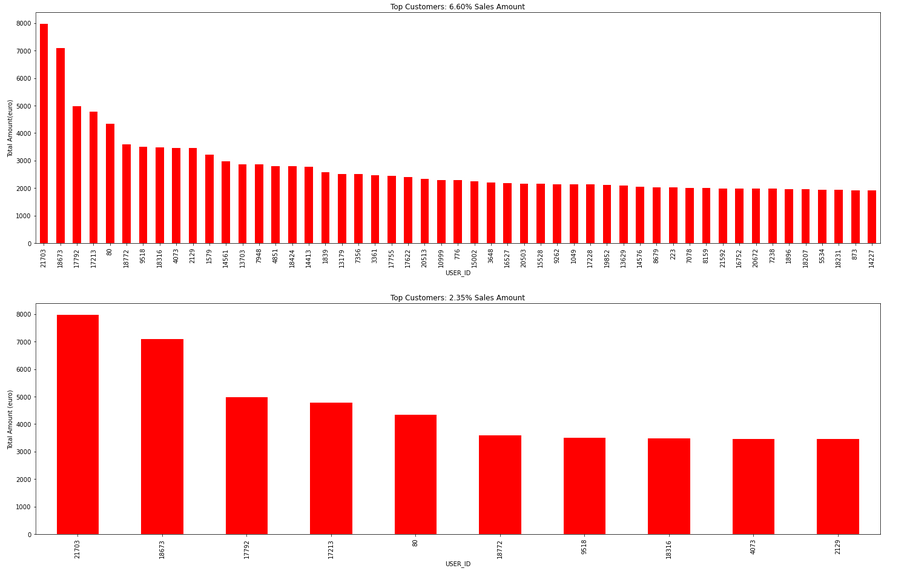 Top Customers: 6.60% Sales Amount
Total Amount(euro)
8000
7000
6000
5000
4000
3000
2000
1000
0
21703 18673 17792 17213 80 18772 9518 18316 4073 2129 1579 14561 13703 7948 4851 18424 14413 1839 13179 7356 3361 17755 17622 20513 10999 776 15002 3648 16527 20503 15528 9262 1049 17228 19852 13629 14576 8679 223 7078 8159 21592 16752 20672 7238 1896 18207 5534 18231 873 14227
USER_ID
Top Customers: 2.35% Sales Amount
Total Amount (euro)
8000
7000
6000
5000
4000
3000
2000
1000
0
21703 18673 17792 17213 80 18772 9518 18316 4073 2129
USER_ID